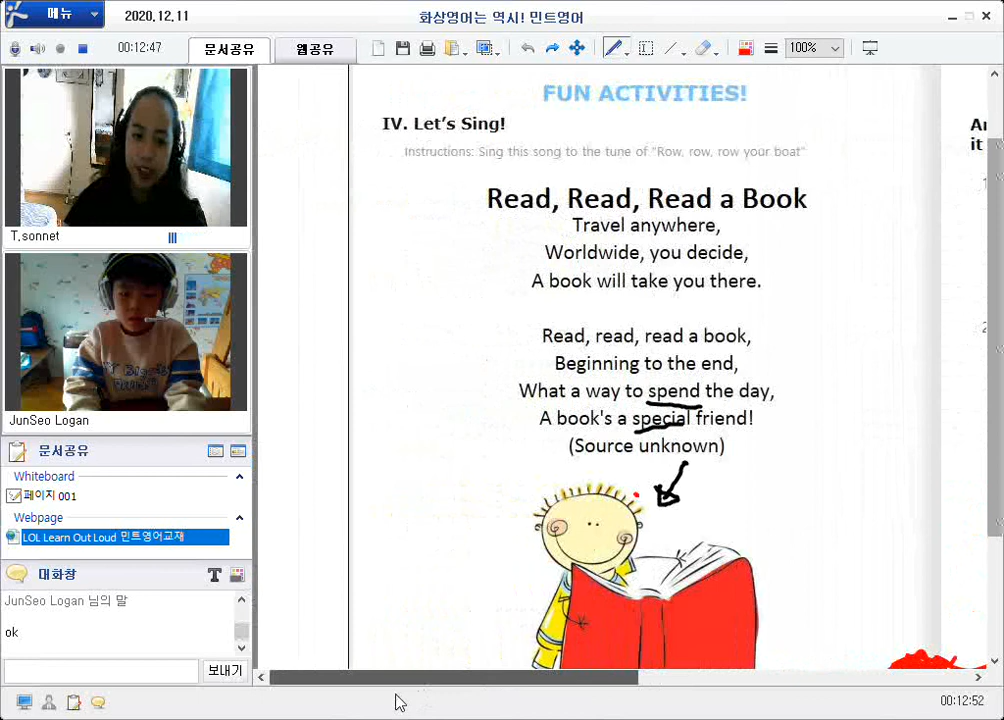 메뉴
2020.12.11
화상영어는 역시! 민트영어
00:12:47
문서공유
웹공유
100%
T.sonnet
JunSeo Logan
문서공유
Whiteboard
페이지 001
Webpage
LOL Learn Out Loud 민트영어교재
대화창
JunSeo Logan 님의 말
ok
보내기
FUN ACTIVITIES!
IV. Let's Sing!
Instructions: Sing this song to the tune of "Row, row, row your boat"
Read, Read, Read a Book
Travel anywhere,
Worldwide, you decide,
A book will take you there.
Read, read, read a book,
Beginning to the end,
What a way to spend the day,
A book's a special friend!
(Source unknown)
it
00:12:52